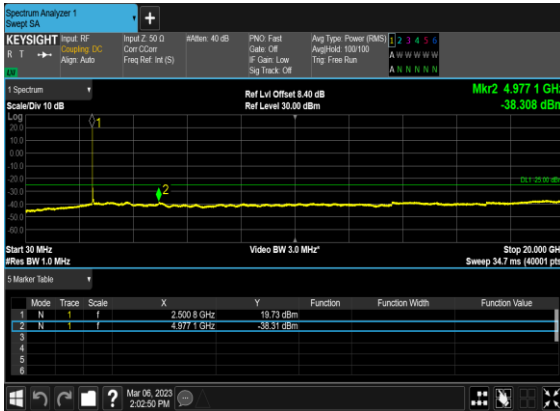 Spectrum Analyzer 1
Swept SA
+
KEYSIGHT Input: RF Input Z: 50 Ω #Atten: 40 dB PNO: Fast Avg Type: Power (RMS) 1 2 3 4 5 6
R T Coupling: DC Corr CCorr Gate: Off Avg|Hold: 100/100 A W W W W W
Align: Auto Freq Ref: Int (S) IF Gain: Low Trig: Free Run
Sig Track: Off A N N N N N
1 Spectrum
Ref Lvl Offset 8.40 dB Mkr2 4.977 1 GHz
Scale/Div 10 dB Ref Level 30.00 dBm -38.308 dBm
Log
20.0
10.0
0.00
-10.0
-20.0
-30.0
-40.0
-50.0
-60.0
1
2
DL1 -25.00 dBm
Start 30 MHz Video BW 3.0 MHz* Stop 20.000 GHz
#Res BW 1.0 MHz Sweep 34.7 ms (40001 pts)
5 Marker Table
Mode Trace Scale X Y Function Function Width Function Value
1 N 1 f 2.500 8 GHz 19.73 dBm
2 N 1 f 4.977 1 GHz -38.31 dBm
3
4
5
6
? Mar 06, 2023
2:02:50 PM